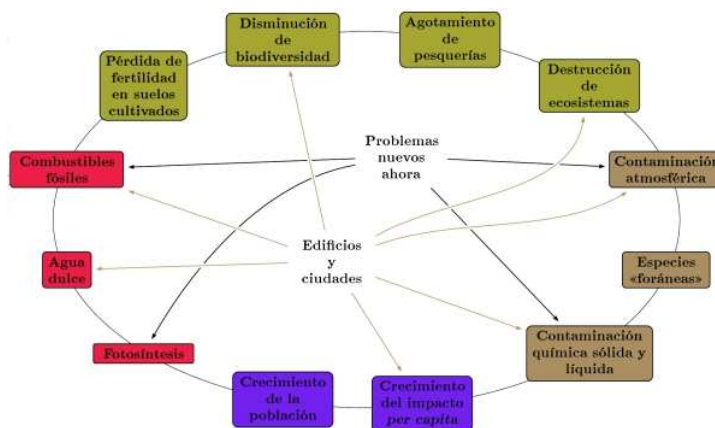 Disminución
de
biodiversidad
Agotamiento
de
pesquerías
Pérdida de
fertilidad
en suelos
cultivados
Destrucción
de
ecosistemas
Problemas
nuevos
ahora
Combustibles
fósiles
Contaminación
atmosférica
Edificios
y
ciudades
Agua
dulce
Especies
«foráneas»
Fotosíntesis
Contaminación
química sólida y
líquida
Crecimiento
de la
población
Crecimiento
del impacto
per capita